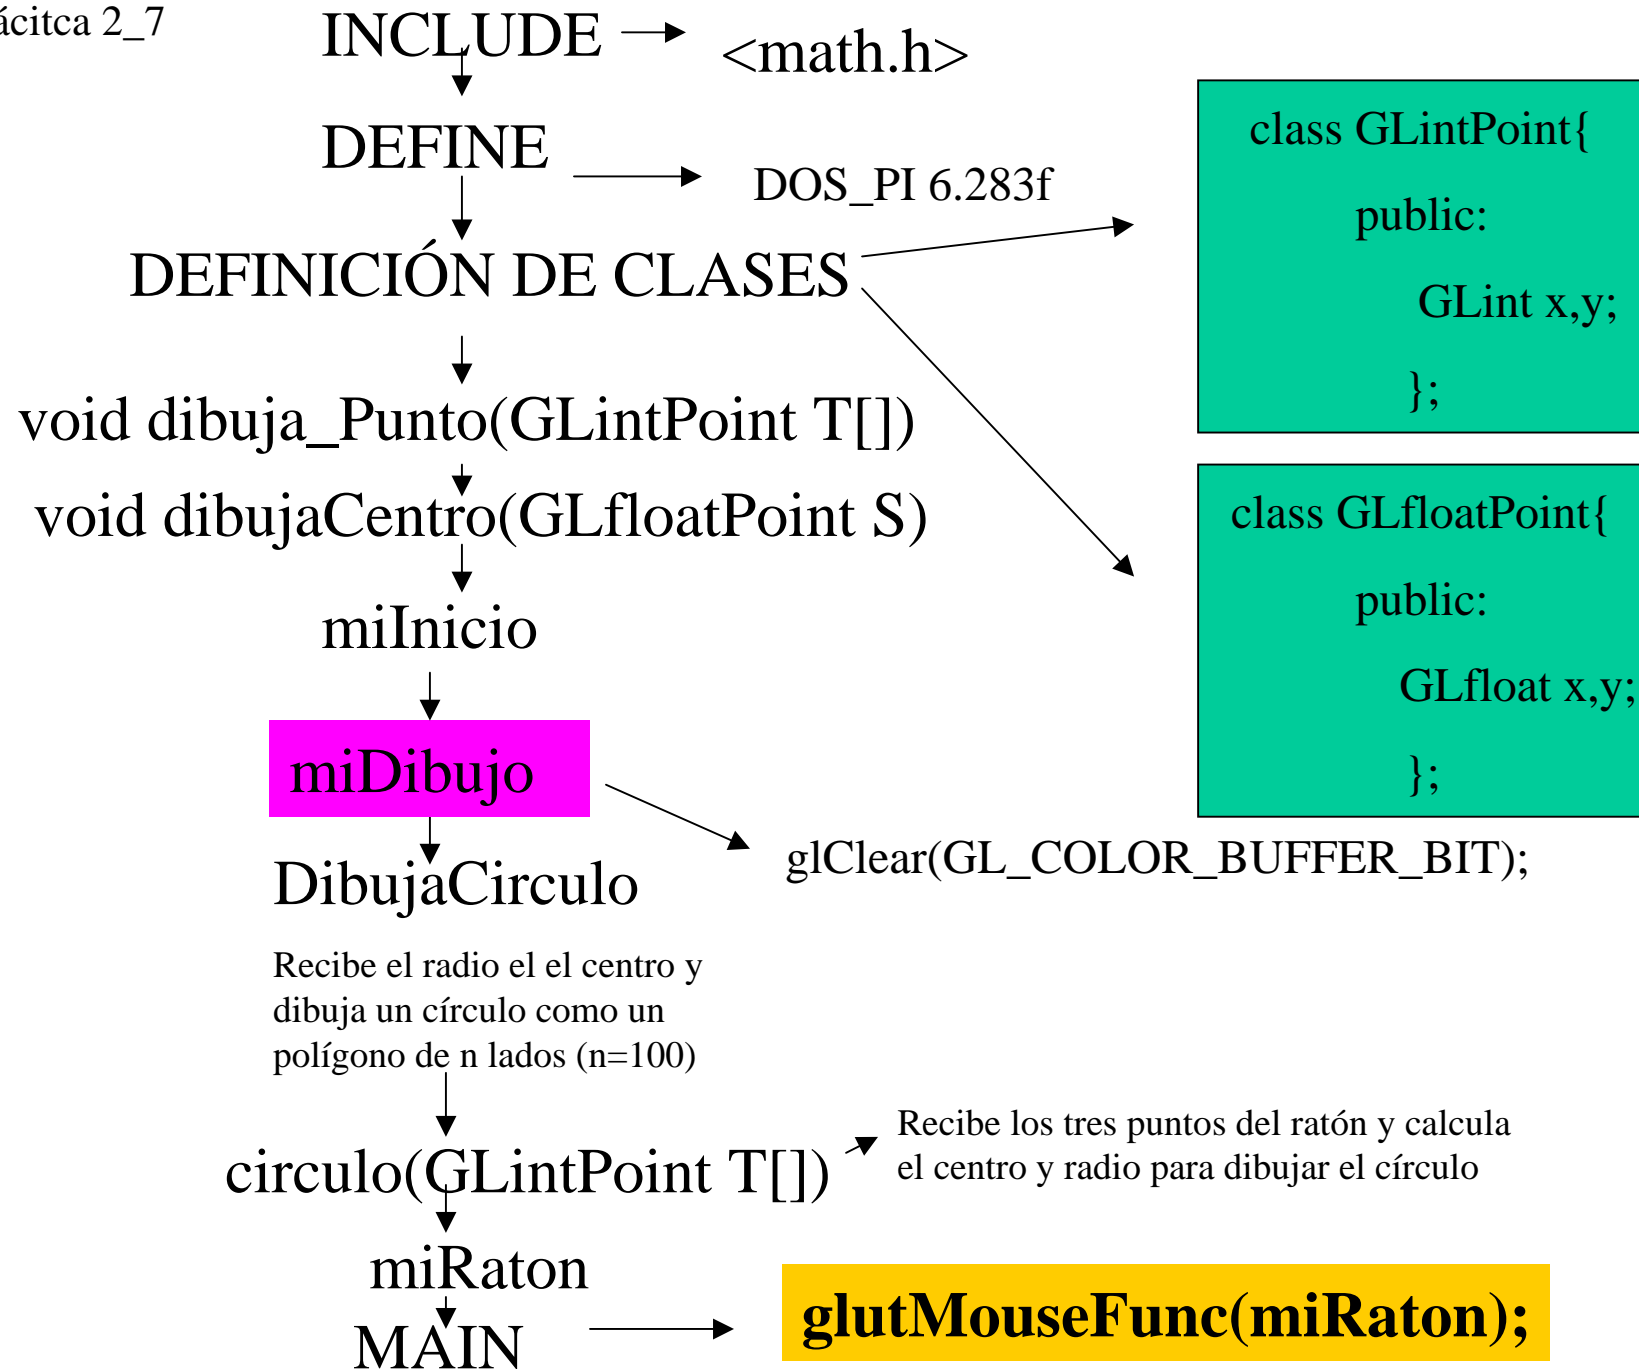 ácitca 2_7
INCLUDE
<math.h>
DEFINE
DOS_PI 6.283f
DEFINICIÓN DE CLASES
class GLintPoint{
public:
GLint x,y;
};
void dibuja_Punto(GLintPoint T[])
void dibujaCentro(GLfloatPoint S)
class GLfloatPoint{
public:
GLfloat x,y;
};
miInicio
miDibujo
glClear(GL_COLOR_BUFFER_BIT);
DibujaCirculo
Recibe el radio el el centro y
dibuja un círculo como un
polígono de n lados (n=100)
circulo(GLintPoint T[])
Recibe los tres puntos del ratón y calcula
el centro y radio para dibujar el círculo
miRaton
MAIN
glutMouseFunc(miRaton);